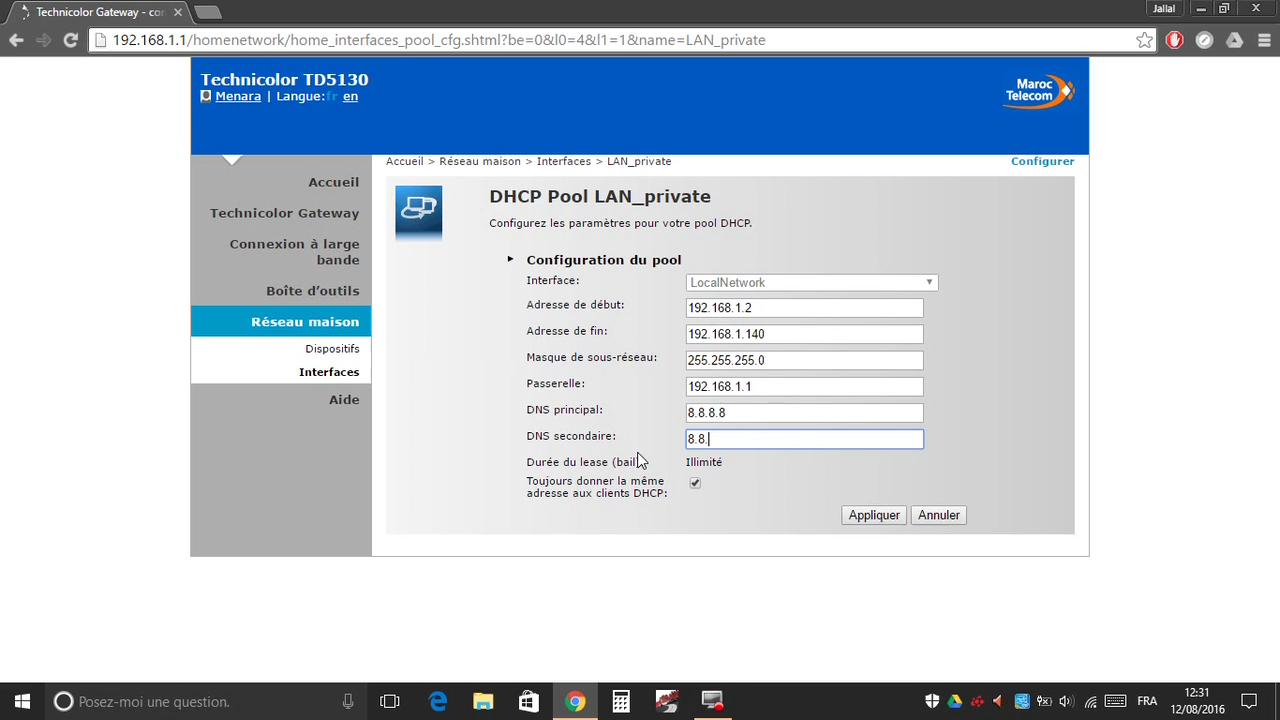 Technicolor Gateway - con
Jallal
192.168.1.1/homenetwork/home_interfaces_pool_cfg.shtml?be=0&l0=4&l1=1&name=LAN_private
Technicolor TD5130
Menara | Langue:fr en
Maroc
Telecom
Accueil > Réseau maison > Interfaces > LAN_private
Configurer
Accueil
Technicolor Gateway
Connexion à large
bande
Boîte d’outils
Réseau maison
Dispositifs
Interfaces
Aide
DHCP Pool LAN_private
Configurez les paramètres pour votre pool DHCP.
Configuration du pool
Interface: LocalNetwork
Adresse de début: 192.168.1.2
Adresse de fin: 192.168.1.140
Masque de sous-réseau: 255.255.255.0
Passerelle: 192.168.1.1
DNS principal: 8.8.8.8
DNS secondaire: 8.8.
Durée du lease (bail Illimité
Toujours donner la même
adresse aux clients DHCP:
Appliquer Annuler
Posez-moi une question.
FRA
12:31
12/08/2016